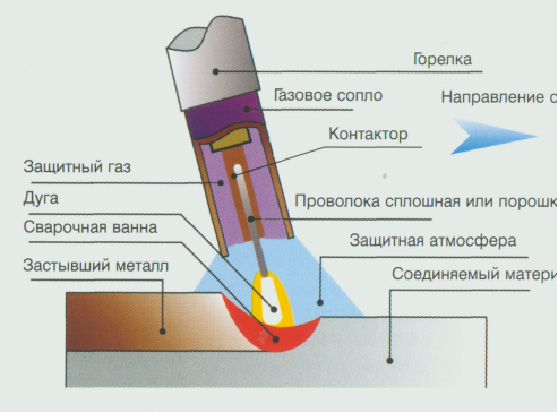 Горелка
Газовое сопло
Направление с
Контактор
Защитный газ
Дуга
Проволока сплошная или порошк
Сварочная ванна
Защитная атмосфера
Застывший металл
Соединяемый матери